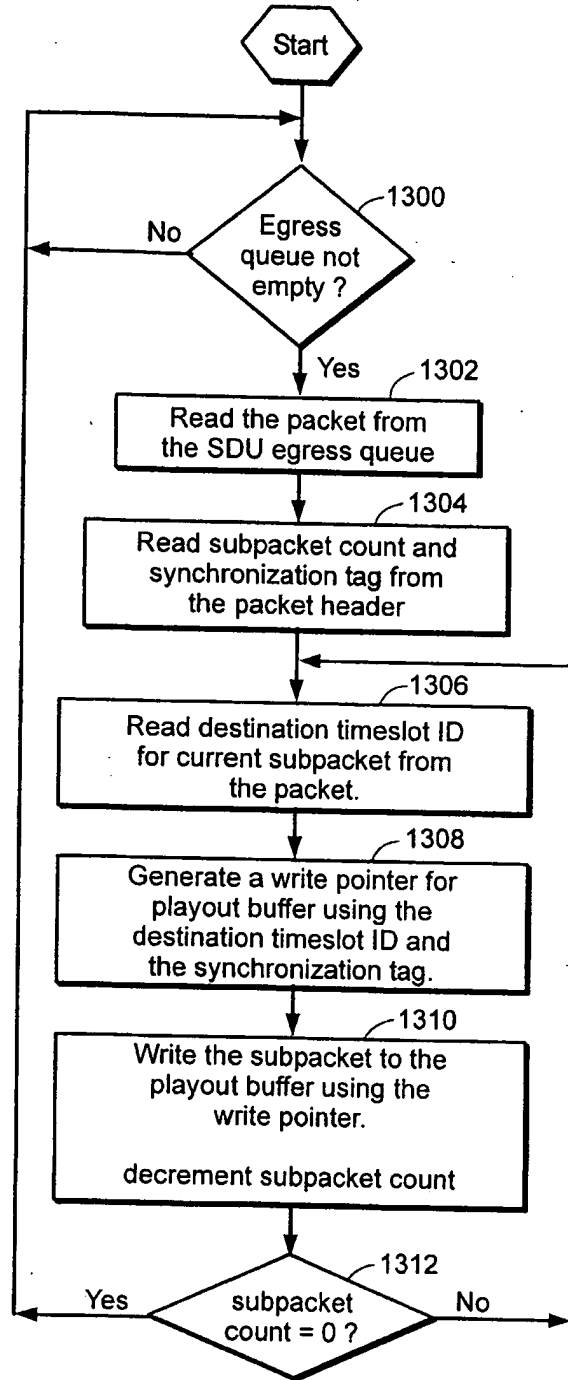 Start
1300
Egress
queue not
empty ?
No
Yes
1302
Read the packet from
the SDU egress queue
1304
Read subpacket count and
synchronization tag from
the packet header
1306
Read destination timeslot ID
for current subpacket from
the packet.
1308
Generate a write pointer for
playout buffer using the
destination timeslot ID and
the synchronization tag.
1310
Write the subpacket to the
playout buffer using the
write pointer.
decrement subpacket count
1312
Yes
subpacket
count = 0 ?
No